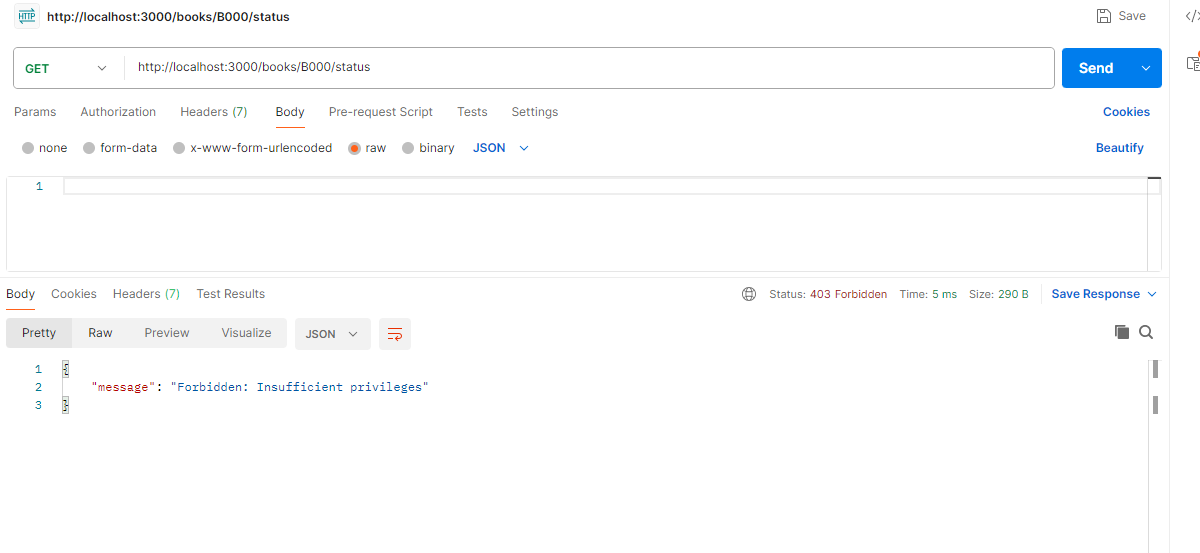 HTTP http://localhost:3000/books/B000/status Save
GET http://localhost:3000/books/B000/status Send
Params Authorization Headers (7) Body Pre-request Script Tests Settings Cookies
none form-data x-www-form-urlencoded raw binary JSON Beautify
1
Body Cookies Headers (7) Test Results Status: 403 Forbidden Time: 5 ms Size: 290 B Save Response
Pretty Raw Preview Visualize JSON
1 {
2 "message": "Forbidden: Insufficient privileges"
3 }